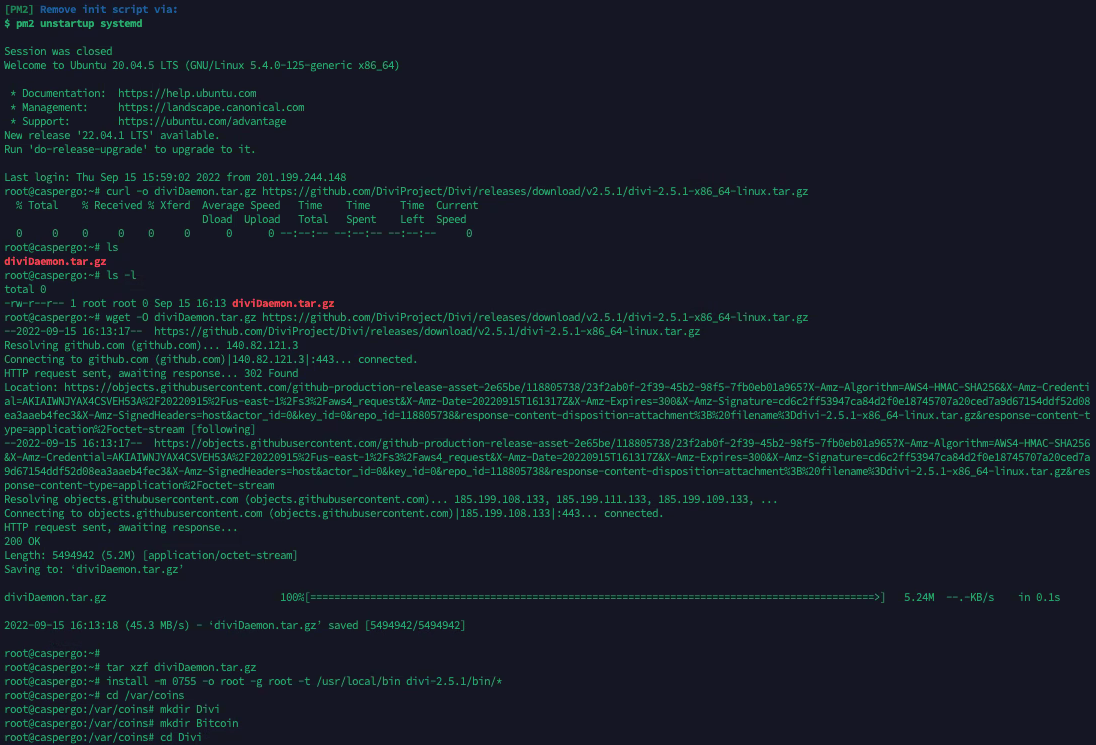 [PM2] Remove init script via:
$ pm2 unstartup systemd
Session was closed
Welcome to Ubuntu 20.04.5 LTS (GNU/Linux 5.4.0-125-generic x86_64)
* Documentation:  https://help.ubuntu.com
* Management:     https://landscape.canonical.com
* Support:        https://ubuntu.com/advantage
New release '22.04.1 LTS' available.
Run 'do-release-upgrade' to upgrade to it.
Last login: Thu Sep 15 15:59:02 2022 from 201.199.244.148
root@caspergo:~# curl -o diviDaemon.tar.gz https://github.com/DiviProject/Divi/releases/download/v2.5.1/divi-2.5.1-x86_64-linux.tar.gz
% Total    % Received % Xferd  Average Speed   Time    Time     Time  Current
Dload  Upload   Total   Spent    Left  Speed
0     0    0     0    0     0      0      0 --:--:-- --:--:-- --:--:--     0
root@caspergo:~# ls
diviDaemon.tar.gz
root@caspergo:~# ls -l
total 0
-rw-r--r-- 1 root root 0 Sep 15 16:13 diviDaemon.tar.gz
root@caspergo:~# wget -O diviDaemon.tar.gz https://github.com/DiviProject/Divi/releases/download/v2.5.1/divi-2.5.1-x86_64-linux.tar.gz
--2022-09-15 16:13:17--  https://github.com/DiviProject/Divi/releases/download/v2.5.1/divi-2.5.1-x86_64-linux.tar.gz
Resolving github.com (github.com)... 140.82.121.3
Connecting to github.com (github.com)|140.82.121.3|:443... connected.
HTTP request sent, awaiting response... 302 Found
Location: https://objects.githubusercontent.com/github-production-release-asset-2e65be/118805738/23f2ab0f-2f39-45b2-98f5-7fb0eb01a965?X-Amz-Algorithm=AWS4-HMAC-SHA256&X-Amz-Credenti
al=AKIAIWNJYAX4CSVEH53A%2F20220915%2Fus-east-1%2Fs3%2Faws4_request&X-Amz-Date=20220915T161317Z&X-Amz-Expires=300&X-Amz-Signature=cd6c2ff53947ca84d2f0e18745707a20ced7a9d67154ddf52d08
ea3aaeb4fec3&X-Amz-SignedHeaders=host&actor_id=0&key_id=0&repo_id=118805738&response-content-disposition=attachment%3B%20filename%3Ddivi-2.5.1-x86_64-linux.tar.gz&response-content-t
ype=application%2Foctet-stream [following]
--2022-09-15 16:13:17--  https://objects.githubusercontent.com/github-production-release-asset-2e65be/118805738/23f2ab0f-2f39-45b2-98f5-7fb0eb01a965?X-Amz-Algorithm=AWS4-HMAC-SHA256
&X-Amz-Credential=AKIAIWNJYAX4CSVEH53A%2F20220915%2Fus-east-1%2Fs3%2Faws4_request&X-Amz-Date=20220915T161317Z&X-Amz-Expires=300&X-Amz-Signature=cd6c2ff53947ca84d2f0e18745707a20ced7a
9d67154ddf52d08ea3aaeb4fec3&X-Amz-SignedHeaders=host&actor_id=0&key_id=0&repo_id=118805738&response-content-disposition=attachment%3B%20filename%3Ddivi-2.5.1-x86_64-linux.tar.gz&res
ponse-content-type=application%2Foctet-stream
Resolving objects.githubusercontent.com (objects.githubusercontent.com)... 185.199.108.133, 185.199.111.133, 185.199.109.133, ...
Connecting to objects.githubusercontent.com (objects.githubusercontent.com)|185.199.108.133|:443... connected.
HTTP request sent, awaiting response...
200 OK
Length: 5494942 (5.2M) [application/octet-stream]
Saving to: ‘diviDaemon.tar.gz’
diviDaemon.tar.gz                          100%[==============================================================================================>]   5.24M  --.-KB/s    in 0.1s
2022-09-15 16:13:18 (45.3 MB/s) - ‘diviDaemon.tar.gz’ saved [5494942/5494942]
root@caspergo:~#
root@caspergo:~# tar xzf diviDaemon.tar.gz
root@caspergo:~# install -m 0755 -o root -g root -t /usr/local/bin divi-2.5.1/bin/*
root@caspergo:~# cd /var/coins
root@caspergo:/var/coins# mkdir Divi
root@caspergo:/var/coins# mkdir Bitcoin
root@caspergo:/var/coins# cd Divi